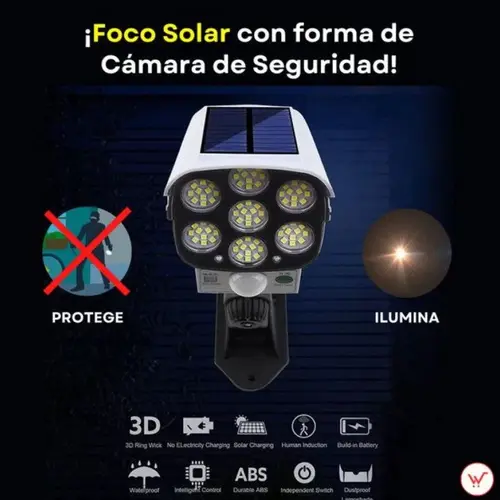 ¡Foco Solar con forma de
Cámara de Seguridad!
PROTEGE
ILUMINA
3D
3D Ring Wick
No ELectricity Charging
Solar Charging
Human Induction
Build-in Battery
Waterproof
Intelligent Control
ABS
Durable ABS
Independent Switch
Dustproof